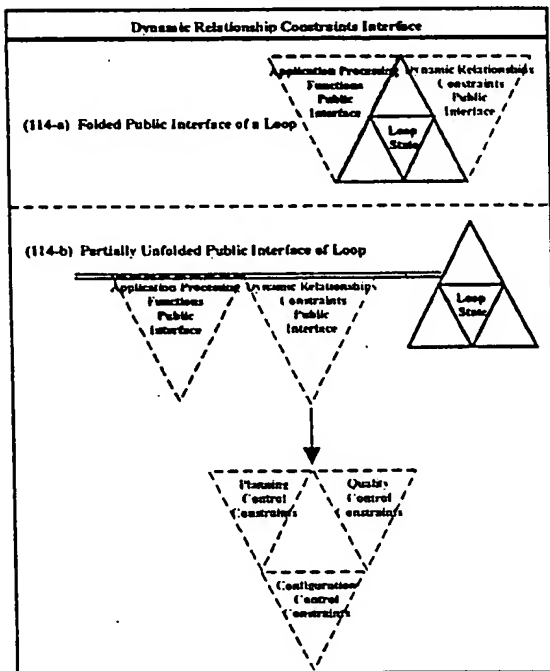 Dynamic Relationship Constraints Interface
Application Processing
Functions
Public
Interface
Dynamic Relationships
Constraints
Public
Interface
(114-a) Folded Public Interface of a Loop
Loop
State
(114-b) Partially Unfolded Public Interface of Loop
Application Processing
Functions
Public
Interface
Dynamic Relationships
Constraints
Public
Interface
Loop
State
Planning
Control
Constraints
Quality
Control
Constraints
Configuration
Control
Constraints